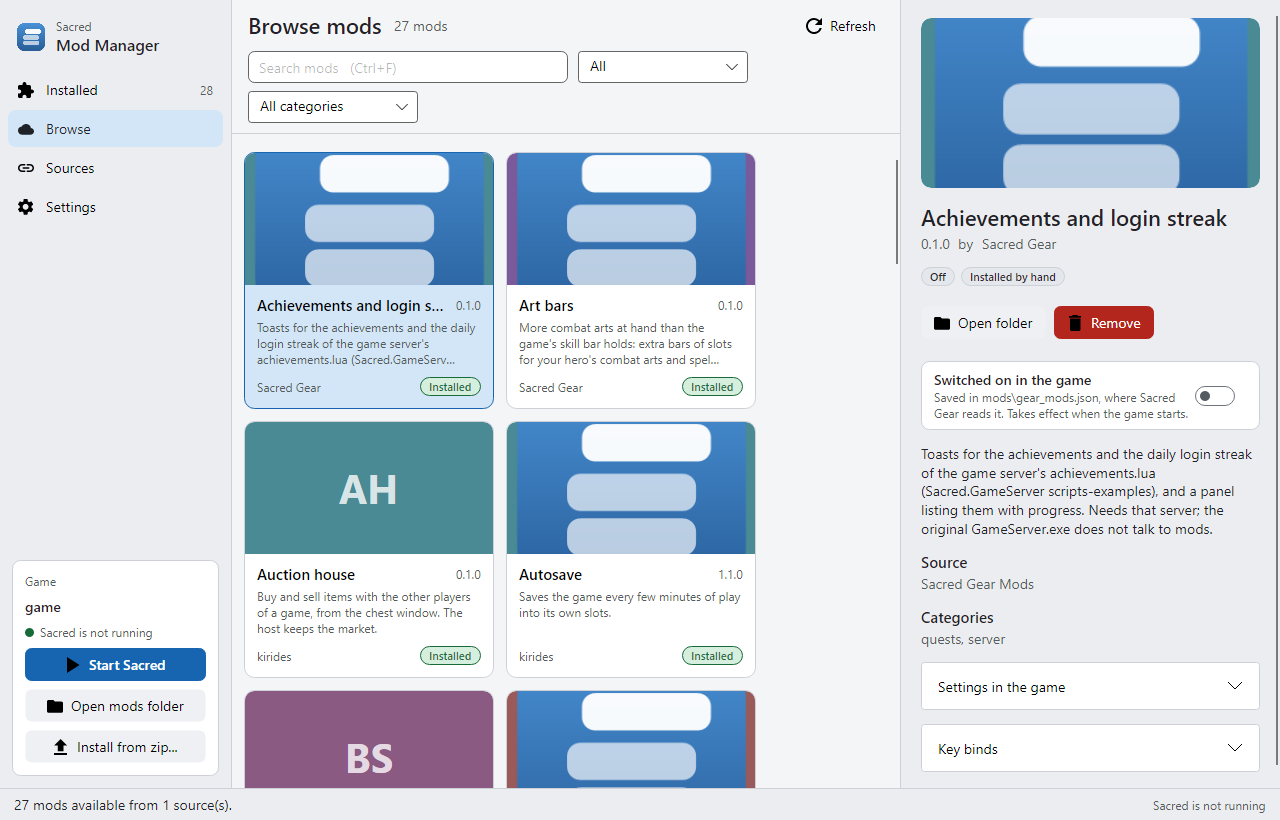 Sacred
Mod Manager
Installed 28
Browse
Sources
Settings
Game
game
Sacred is not running
Start Sacred
Open mods folder
Install from zip...
Browse mods 27 mods
Refresh
Search mods (Ctrl+F)
All
All categories
Achievements and login s... 0.1.0
Toasts for the achievements and the daily
login streak of the game server's
achievements.lua (Sacred.GameServ...
Sacred Gear Installed
Art bars 0.1.0
More combat arts at hand than the
game's skill bar holds: extra bars of slots
for your hero's combat arts and spel...
Sacred Gear Installed
AH
Auction house 0.1.0
Buy and sell items with the other players
of a game, from the chest window. The
host keeps the market.
kirides Installed
Autosave 1.1.0
Saves the game every few minutes of play
into its own slots.
kirides Installed
BS
Achievements and login streak
0.1.0 by Sacred Gear
Off Installed by hand
Open folder Remove
Switched on in the game
Saved in mods\gear_mods.json, where Sacred
Gear reads it. Takes effect when the game starts.
Toasts for the achievements and the daily login streak
of the game server's achievements.lua
(Sacred.GameServer scripts-examples), and a panel
listing them with progress. Needs that server; the
original GameServer.exe does not talk to mods.
Source
Sacred Gear Mods
Categories
quests, server
Settings in the game
Key binds
27 mods available from 1 source(s).
Sacred is not running